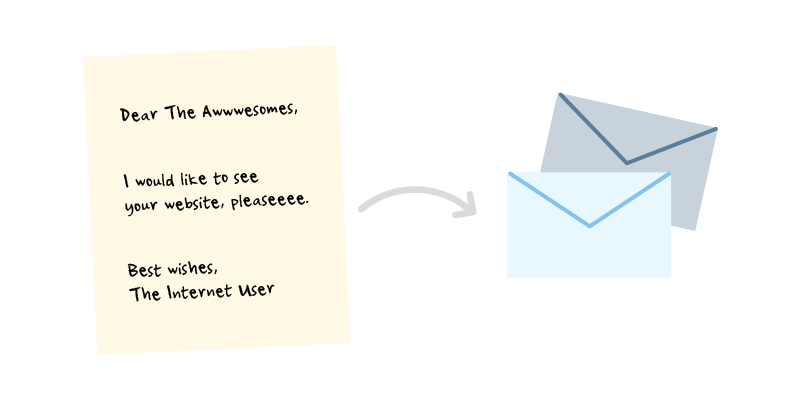 Dear The Awwwesomes,
I would like to see
your website, pleaseeee.
Best wishes,
The Internet User